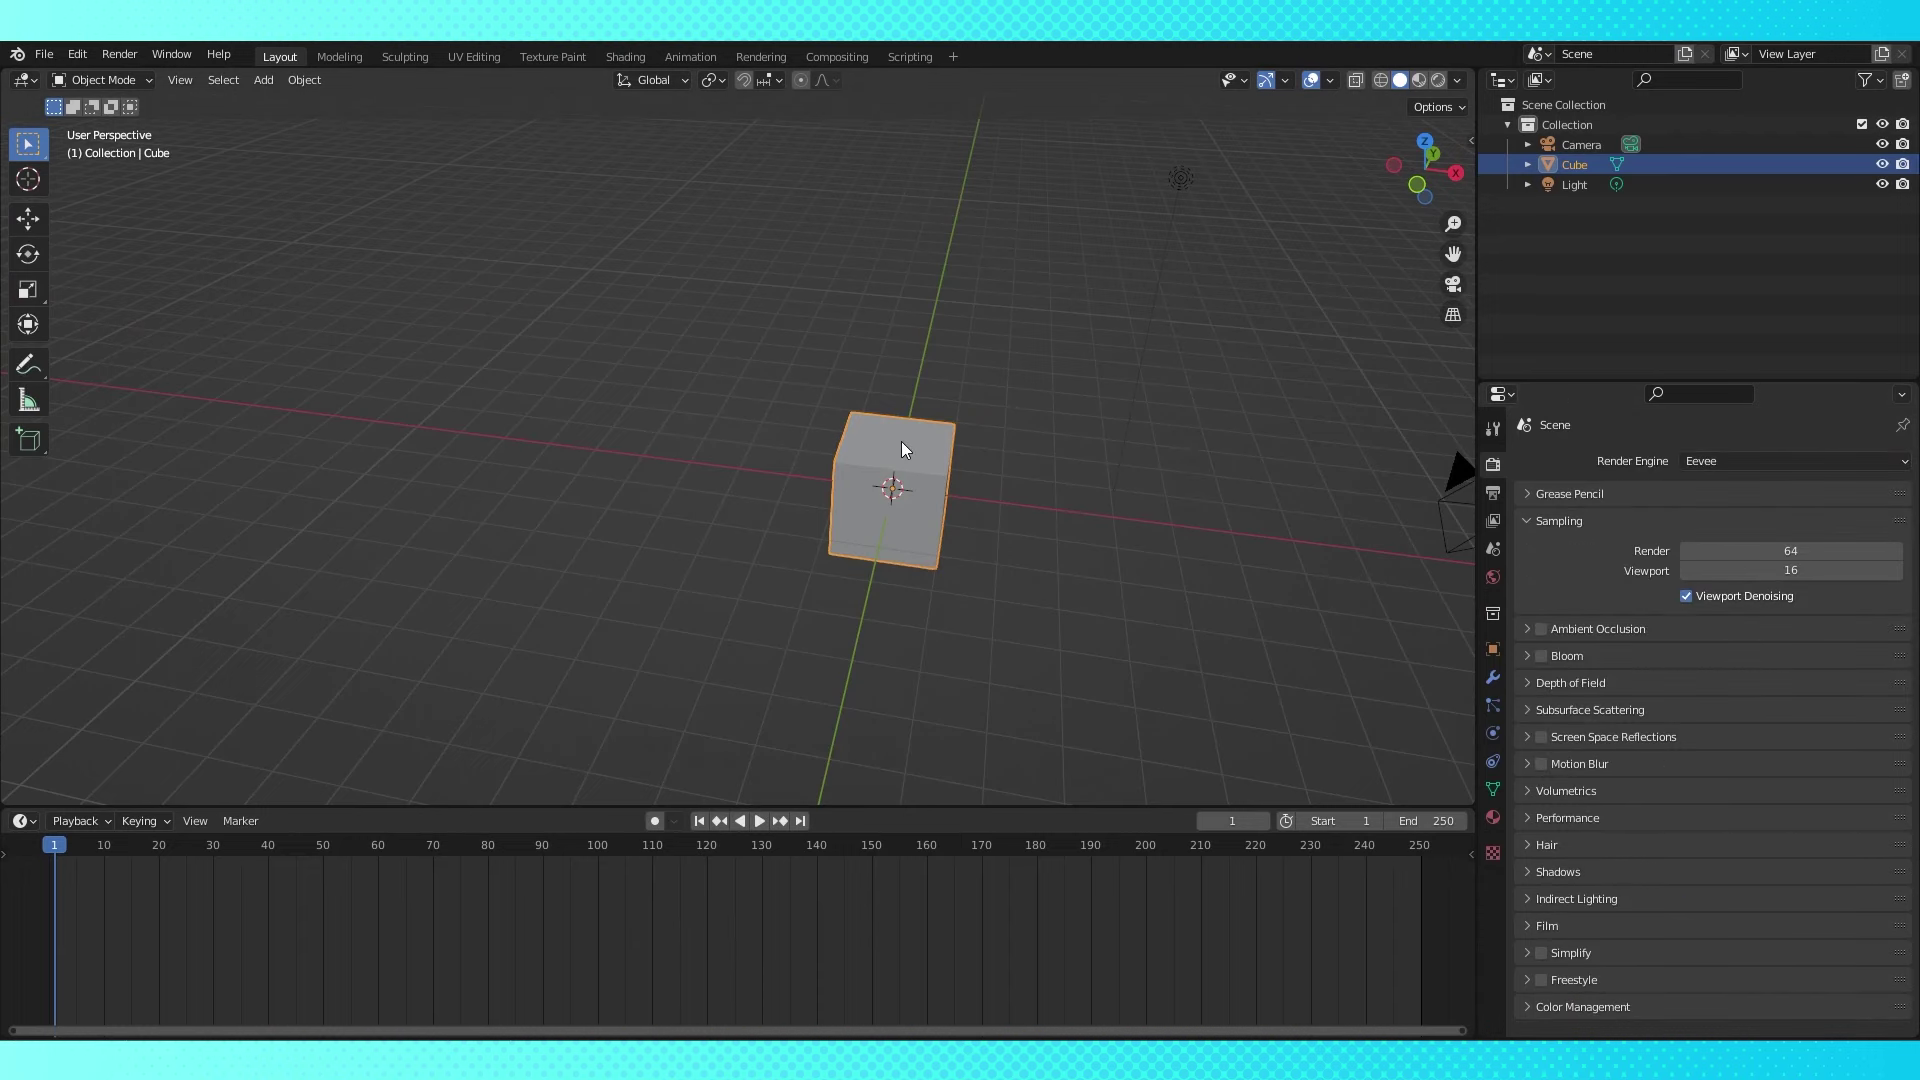 File Edit Render Window Help Layout Modeling Sculpting UV Editing Texture Paint Shading Animation Rendering Compositing Scripting + Scene View Layer
Object Mode View Select Add Object Global
Options
User Perspective
(1) Collection | Cube
Z
Y
X
Scene Collection
Collection
Camera
Cube
Light
Scene
Render Engine Eevee
Grease Pencil
Sampling
Render 64
Viewport 16
Viewport Denoising
Ambient Occlusion
Bloom
Depth of Field
Subsurface Scattering
Screen Space Reflections
Motion Blur
Volumetrics
Performance
Hair
Shadows
Indirect Lighting
Film
Simplify
Freestyle
Color Management
Playback Keying View Marker 1 Start 1 End 250
1 10 20 30 40 50 60 70 80 90 100 110 120 130 140 150 160 170 180 190 200 210 220 230 240 250